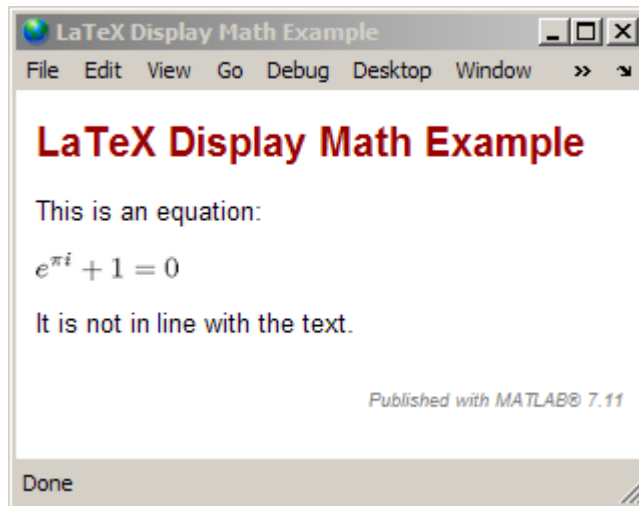 LaTeX Display Math Example
File Edit View Go Debug Desktop Window »
LaTeX Display Math Example
This is an equation:
e^{πi} + 1 = 0
It is not in line with the text.
Published with MATLAB® 7.11
Done